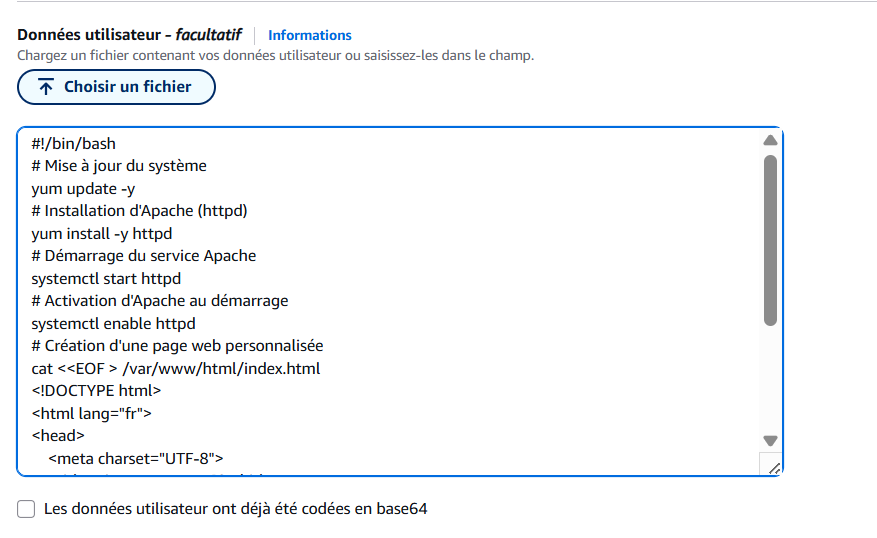 Données utilisateur - facultatif Informations
Chargez un fichier contenant vos données utilisateur ou saisissez-les dans le champ.
Choisir un fichier
#!/bin/bash
# Mise à jour du système
yum update -y
# Installation d'Apache (httpd)
yum install -y httpd
# Démarrage du service Apache
systemctl start httpd
# Activation d'Apache au démarrage
systemctl enable httpd
# Création d'une page web personnalisée
cat <<EOF > /var/www/html/index.html
<!DOCTYPE html>
<html lang="fr">
<head>
<meta charset="UTF-8">
Les données utilisateur ont déjà été codées en base64